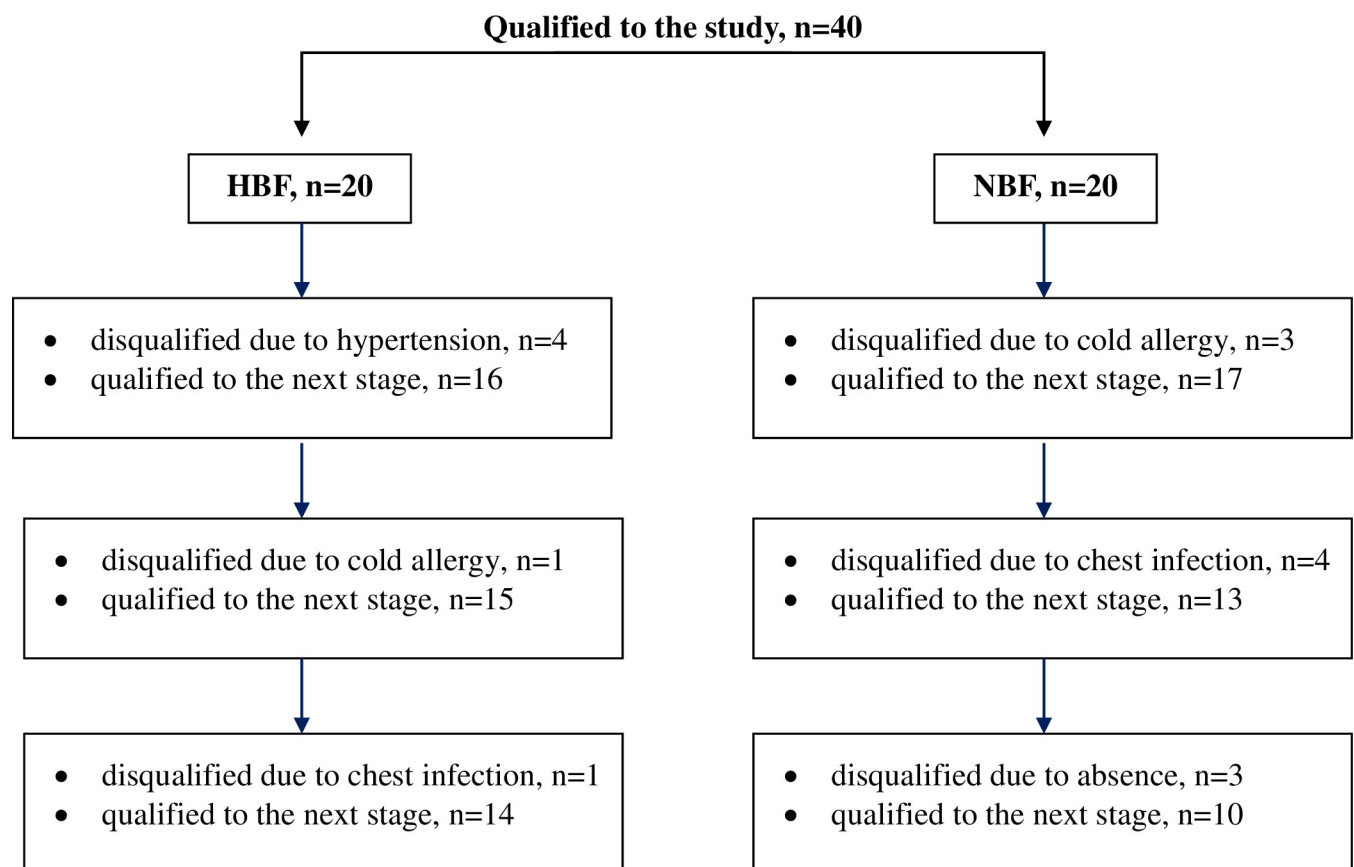 Qualified to the study, n=40
HBF, n=20
NBF, n=20
• disqualified due to hypertension, n=4
• qualified to the next stage, n=16
• disqualified due to cold allergy, n=3
• qualified to the next stage, n=17
• disqualified due to cold allergy, n=1
• qualified to the next stage, n=15
• disqualified due to chest infection, n=4
• qualified to the next stage, n=13
• disqualified due to chest infection, n=1
• qualified to the next stage, n=14
• disqualified due to absence, n=3
• qualified to the next stage, n=10